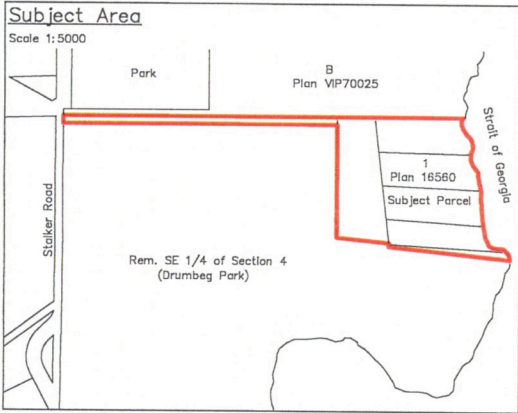 Subject Area
Scale 1:5000
Park
B
Plan VIP70025
Strait of Georgia
1
Plan 16560
Subject Parcel
Stalker Road
Rem. SE 1/4 of Section 4
(Drumbeg Park)